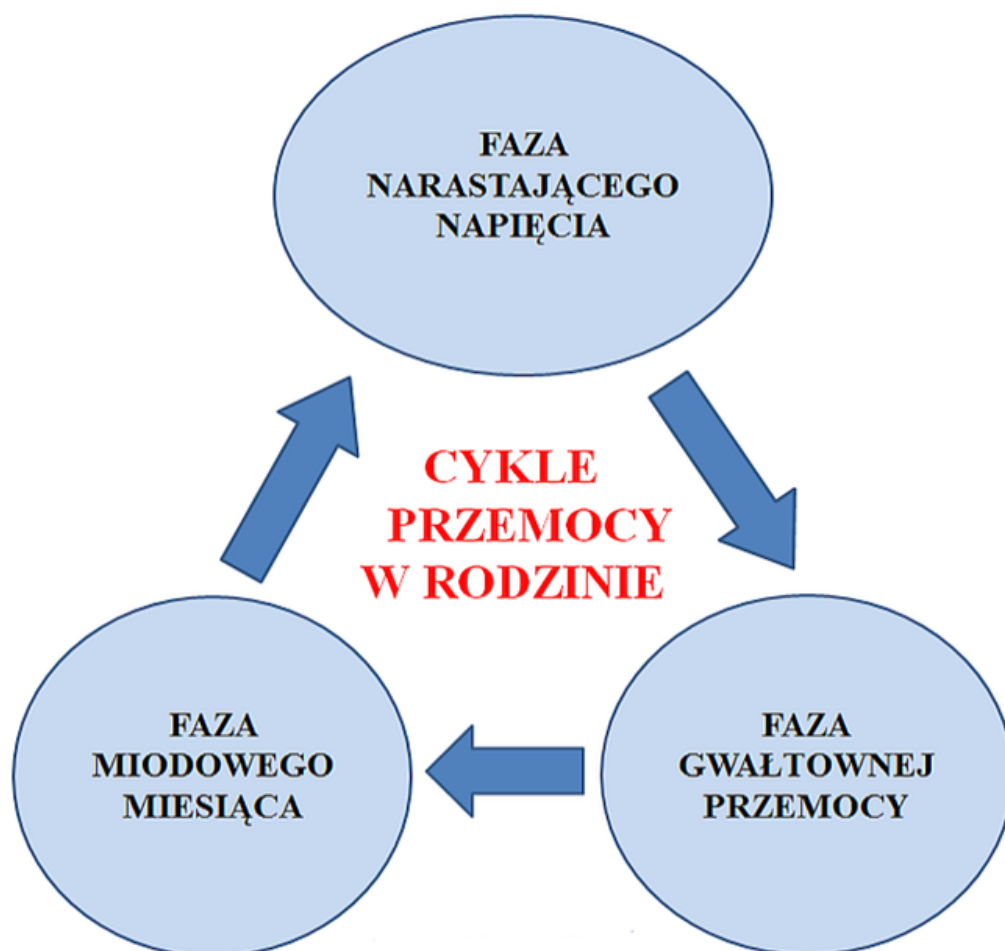 FAZA
NARASTAJĄCEGO
NAPIĘCIA
CYKLE
PRZEMOCY
W RODZINIE
FAZA
MIODOWEGO
MIESIĄCA
FAZA
GWAŁTOWNEJ
PRZEMOCY